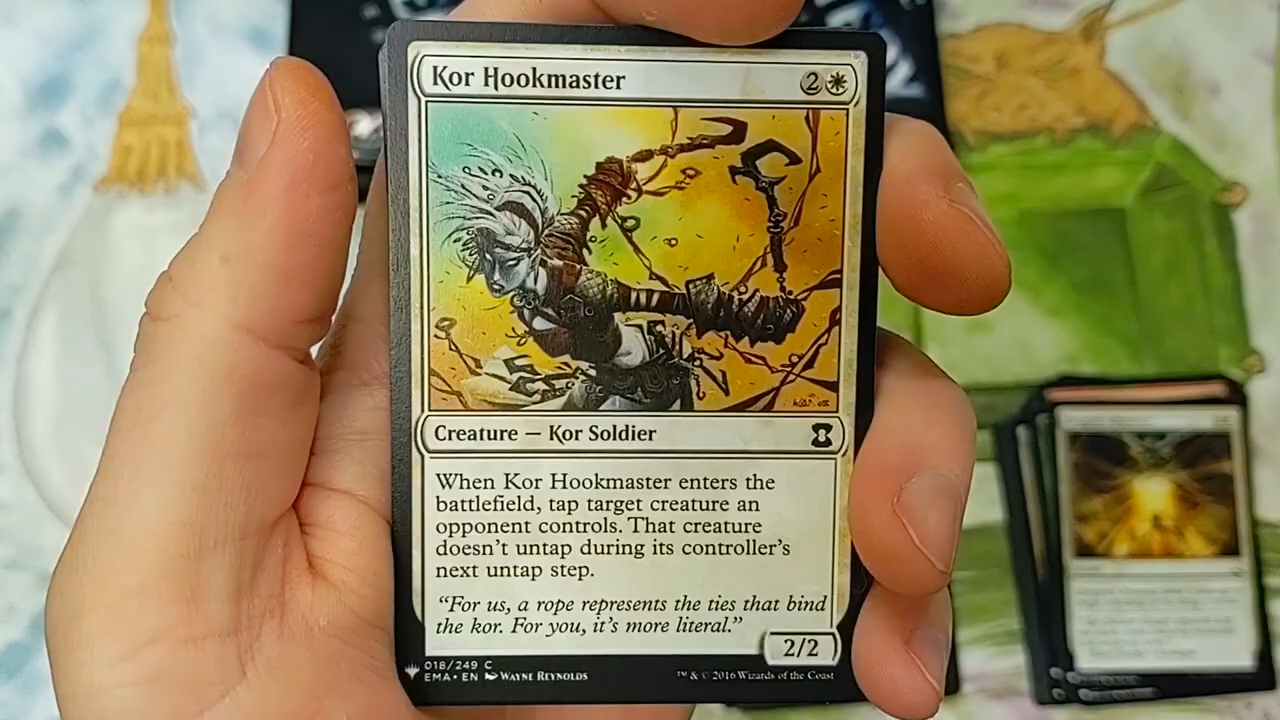 Kor Hookmaster 2
Creature — Kor Soldier
When Kor Hookmaster enters the
battlefield, tap target creature an
opponent controls. That creature
doesn't untap during its controller's
next untap step.
“For us, a rope represents the ties that bind
the kor. For you, it's more literal.”
2/2
018/249 C
EMA • EN WAYNE REYNOLDS
™ & © 2016 Wizards of the Coast